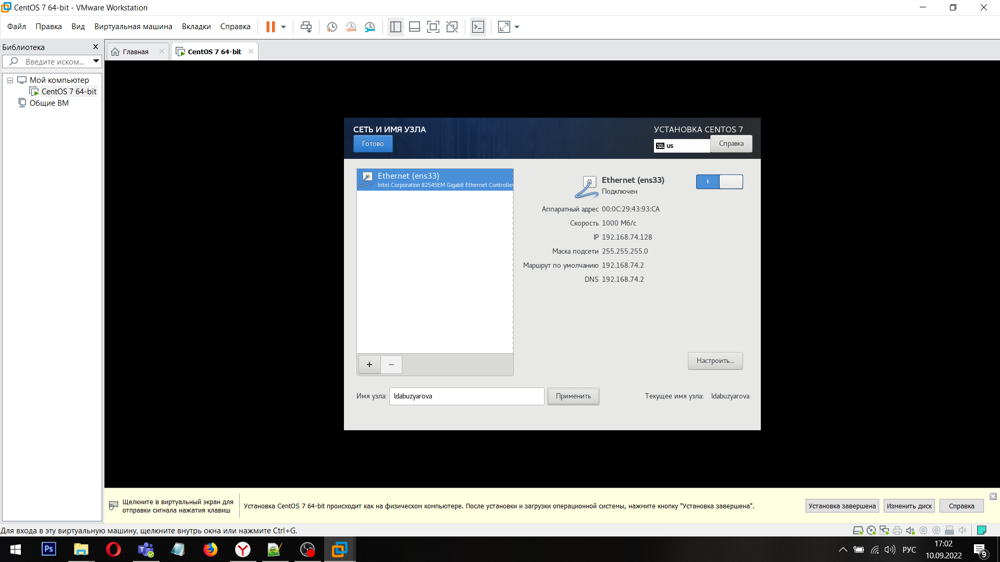 CentOS 7 64-bit - VMware Workstation
Файл Правка Вид Виртуальная машина Вкладки Справка
Библиотека
Введите иском...
Мой компьютер
CentOS 7 64-bit
Общие ВМ
Главная
CentOS 7 64-bit
СЕТЬ И ИМЯ УЗЛА
УСТАНОВКА CENTOS 7
Готово
us
Справка
Ethernet (ens33)
Intel Corporation 82545EM Gigabit Ethernet Controller
Ethernet (ens33)
Подключен
Аппаратный адрес 00:0C:29:43:93:CA
Скорость 1000 Мб/с
IP 192.168.74.128
Маска подсети 255.255.255.0
Маршрут по умолчанию 192.168.74.2
DNS 192.168.74.2
+ −
Настроить...
Имя узла: ldabuzyarova Применить Текущее имя узла: ldabuzyarova
Щелкните в виртуальный экран для
отправки сигнала нажатия клавиш
Установка CentOS 7 64-bit происходит как на физическом компьютере. После установки и загрузки операционной системы, нажмите кнопку "Установка завершена".
Установка завершена
Изменить диск
Справка
Для входа в эту виртуальную машину, щелкните внутрь окна или нажмите Ctrl+G.
Ps
T
РУС
17:02
10.09.2022
9